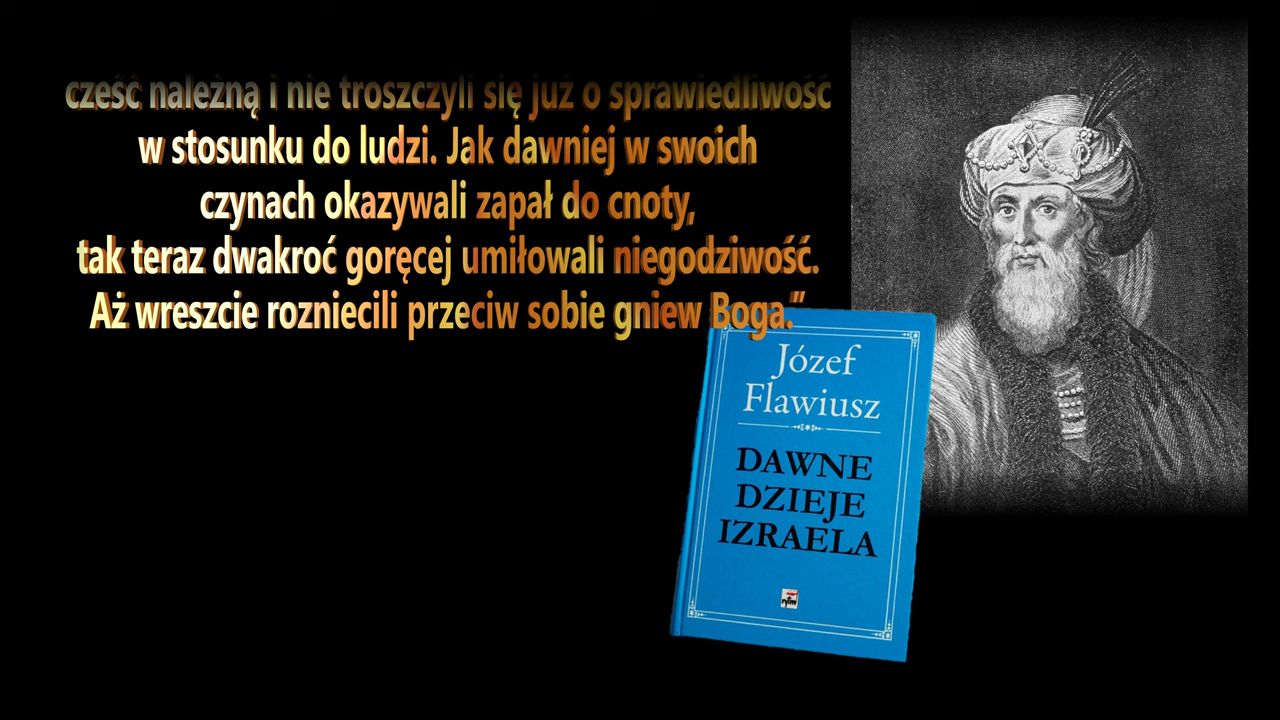 cześć należną i nie troszczyli się już o sprawiedliwość
w stosunku do ludzi. Jak dawniej w swoich
czynach okazywali zapał do cnoty,
tak teraz dwakroć goręcej umiłowali niegodziwość.
Aż wreszcie rozniecili przeciw sobie gniew Boga."
Józef
Flawiusz
DAWNE
DZIEJE
IZRAELA